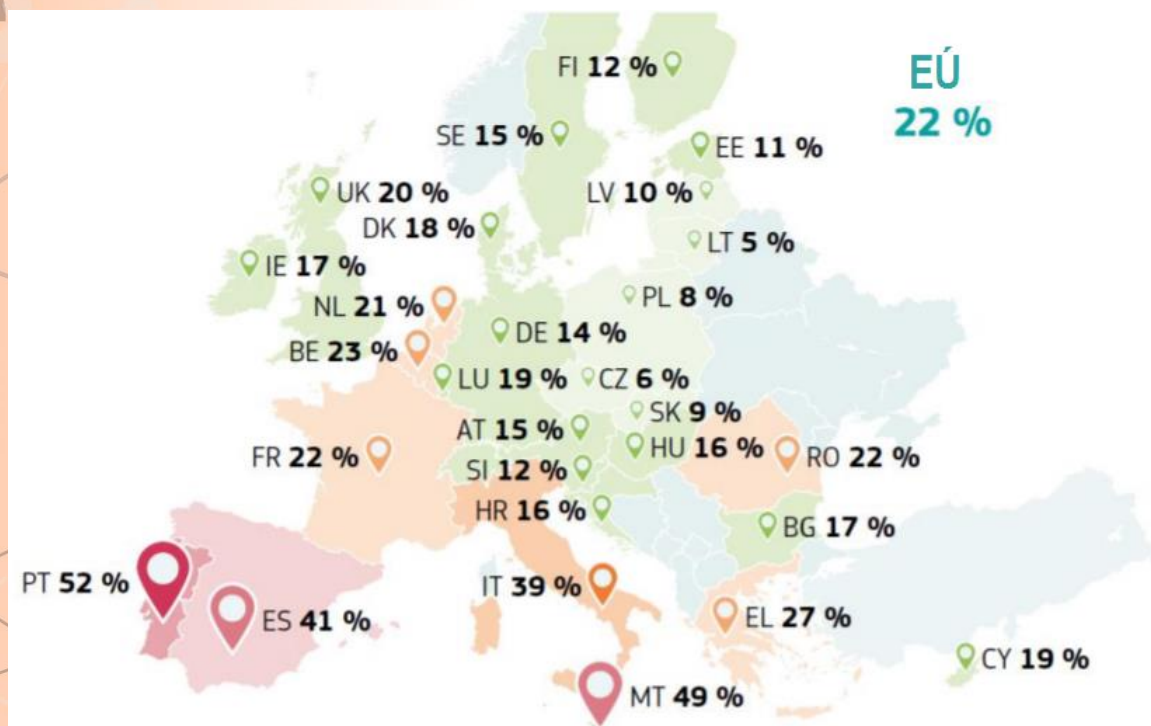 FI 12 %
EÚ
22 %
SE 15 %
EE 11 %
UK 20 %
LV 10 %
DK 18 %
LT 5 %
IE 17 %
NL 21 %
PL 8 %
DE 14 %
BE 23 %
LU 19 %
CZ 6 %
SK 9 %
AT 15 %
HU 16 %
FR 22 %
SI 12 %
RO 22 %
HR 16 %
BG 17 %
PT 52 %
IT 39 %
ES 41 %
EL 27 %
CY 19 %
MT 49 %